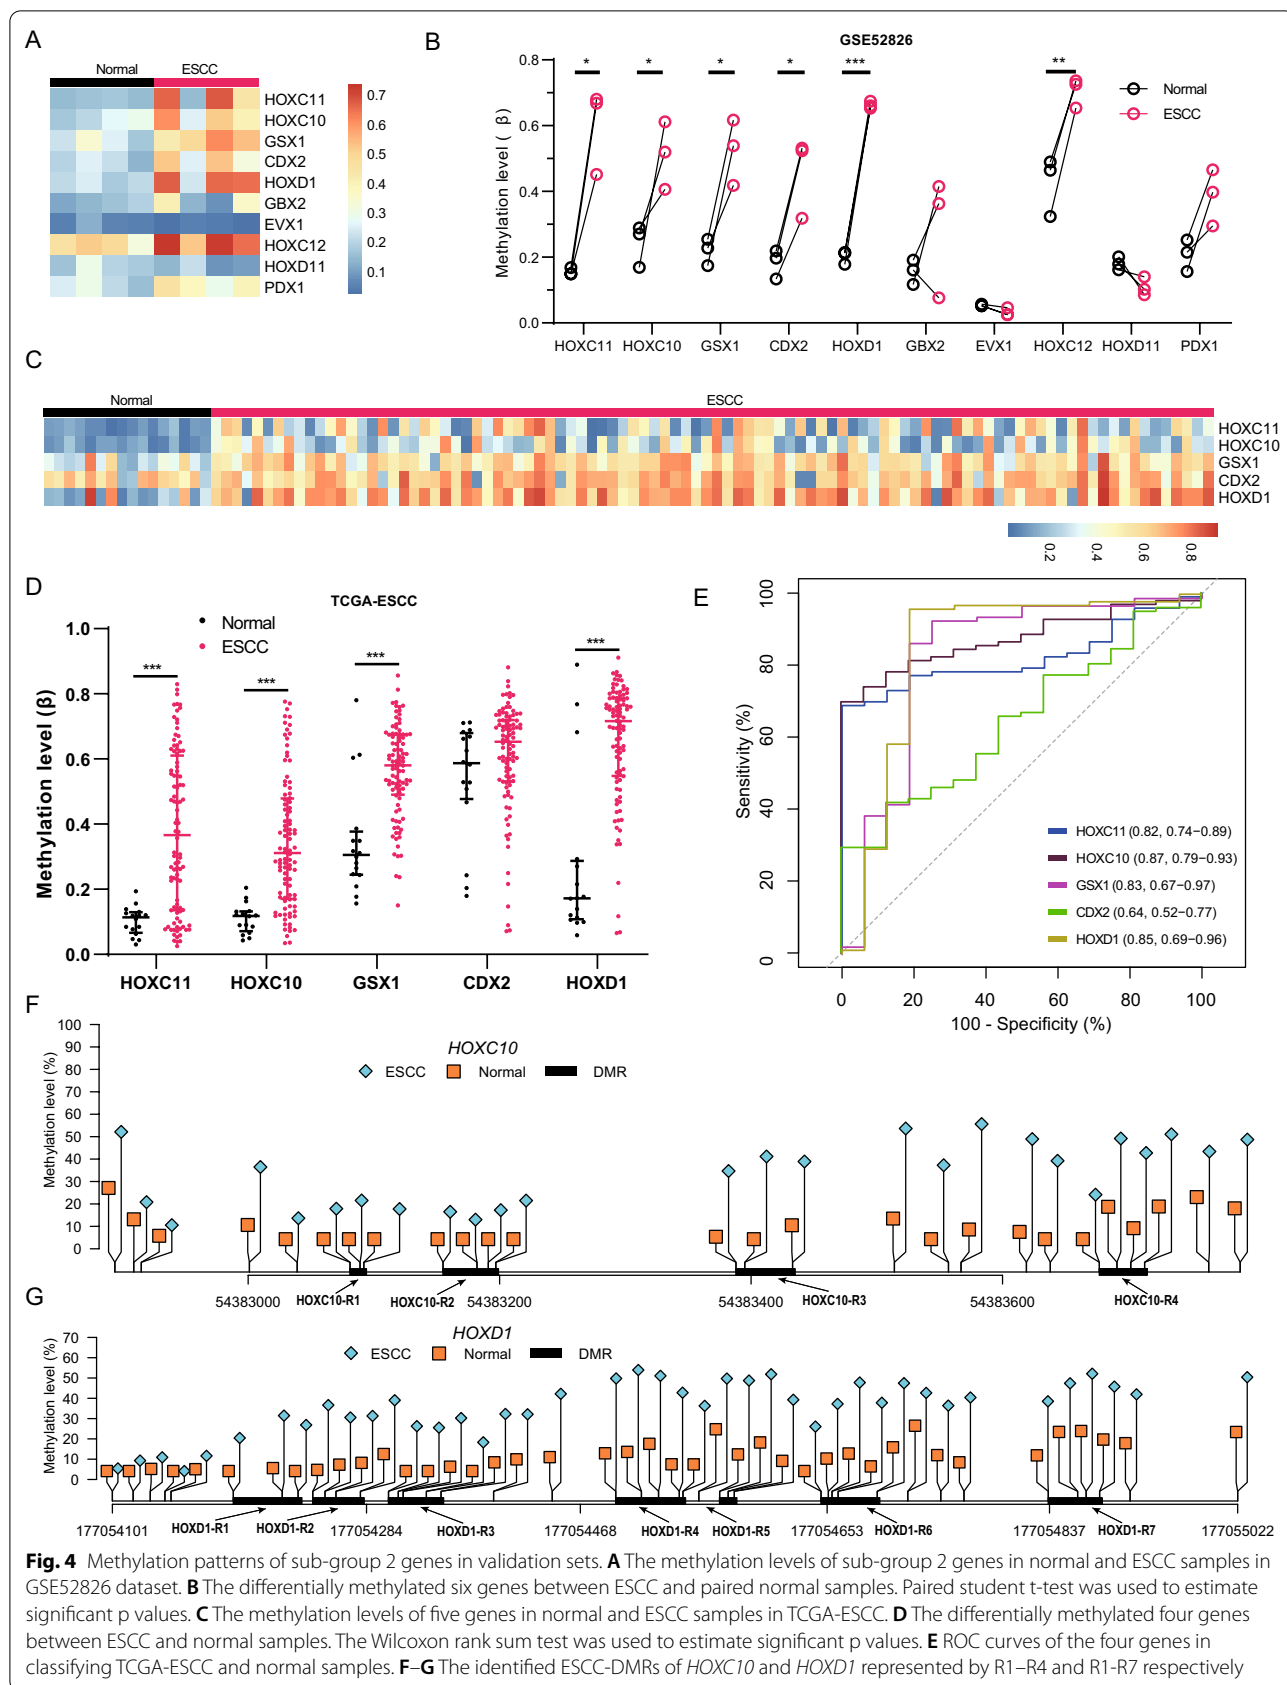 A
Normal ESCC
HOXC11
HOXC10
GSX1
CDX2
HOXD1
GBX2
EVX1
HOXC12
HOXD11
PDX1
0.7
0.6
0.5
0.4
0.3
0.2
0.1
B
GSE52826
Methylation level ( β)
0.8
0.6
0.4
0.2
0.0
* * * * *** **
Normal
ESCC
HOXC11 HOXC10 GSX1 CDX2 HOXD1 GBX2 EVX1 HOXC12 HOXD11 PDX1
C
Normal ESCC
HOXC11
HOXC10
GSX1
CDX2
HOXD1
0.2 0.4 0.6 0.8
D
TCGA-ESCC
Normal
ESCC
Methylation level (β)
1.0
0.8
0.6
0.4
0.2
0.0
*** *** *** ***
HOXC11 HOXC10 GSX1 CDX2 HOXD1
E
Sensitivity (%)
100
80
60
40
20
0
HOXC11 (0.82, 0.74−0.89)
HOXC10 (0.87, 0.79−0.93)
GSX1 (0.83, 0.67−0.97)
CDX2 (0.64, 0.52−0.77)
HOXD1 (0.85, 0.69−0.96)
0 20 40 60 80 100
100 - Specificity (%)
F
HOXC10
ESCC Normal DMR
Methylation level (%)
100
90
80
70
60
50
40
30
20
10
0
54383000 HOXC10-R1 HOXC10-R2 54383200 54383400 HOXC10-R3 54383600 HOXC10-R4
G
HOXD1
ESCC Normal DMR
Methylation level (%)
70
60
50
40
30
20
10
0
177054101 HOXD1-R1 HOXD1-R2 177054284 HOXD1-R3 177054468 HOXD1-R4 HOXD1-R5 177054653 HOXD1-R6 177054837 HOXD1-R7 177055022
Fig. 4 Methylation patterns of sub-group 2 genes in validation sets. A The methylation levels of sub-group 2 genes in normal and ESCC samples in
GSE52826 dataset. B The differentially methylated six genes between ESCC and paired normal samples. Paired student t-test was used to estimate
significant p values. C The methylation levels of five genes in normal and ESCC samples in TCGA-ESCC. D The differentially methylated four genes
between ESCC and normal samples. The Wilcoxon rank sum test was used to estimate significant p values. E ROC curves of the four genes in
classifying TCGA-ESCC and normal samples. F–G The identified ESCC-DMRs of HOXC10 and HOXD1 represented by R1–R4 and R1-R7 respectively